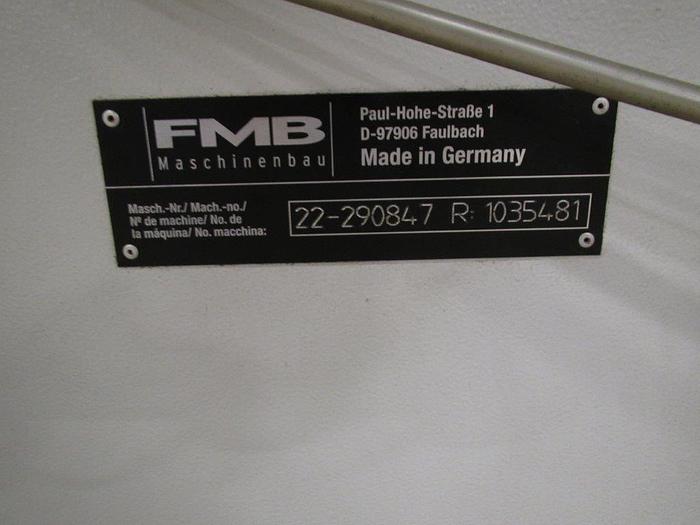 FMB
Maschinenbau
Paul-Hohe-Straße 1
D-97906 Faulbach
Made in Germany
Masch.-Nr./ Mach.-no./
Nº de machine/ No. de
la máquina/ No. macchina:
22-290847 R: 1035481